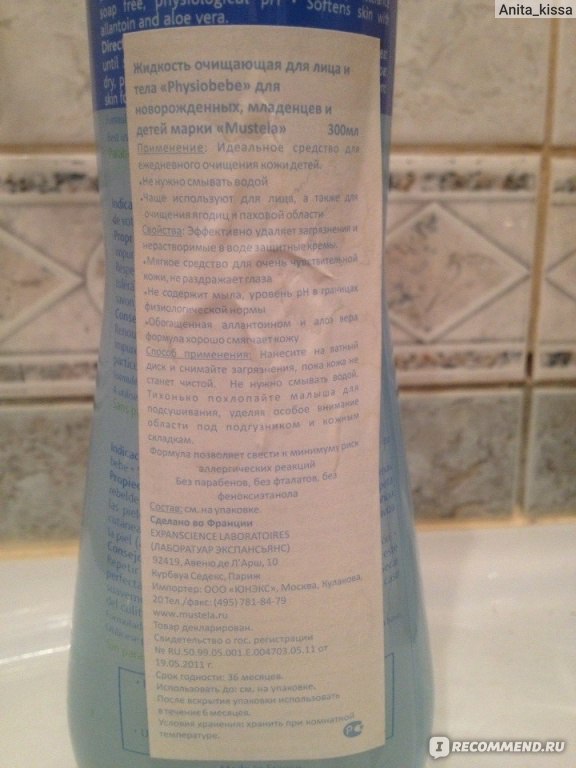 Anita_kissa
soap free, physiological pH • Softens skin with
allantoin and aloe vera.
Жидкость очищающая для лица и
тела «Physiobebe» для
новорожденных, младенцев и
детей марки «Mustela» 300мл
Применение: Идеальное средство для
ежедневного очищения кожи детей.
•Не нужно смывать водой
•Чаще используют для лица, а также для
очищения ягодиц и паховой области
Свойства: Эффективно удаляет загрязнения и
нерастворимые в воде защитные кремы.
•Мягкое средство для очень чувствительной
кожи, не раздражает глаза
•Не содержит мыла, уровень pH в границах
физиологической нормы
•Обогащенная аллантоином и алоэ вера
формула хорошо смягчает кожу
Способ применения: нанесите на ватный
диск и снимайте загрязнения, пока кожа не
станет чистой. Не нужно смывать водой.
Тихонько похлопайте малыша для
подсушивания, уделяя особое внимание
области под подгузником и кожным
складкам.
Формула позволяет свести к минимуму риск
аллергических реакций
Без парабенов, без фталатов, без
феноксиэтанола
Состав: см. на упаковке.
Сделано во Франции
EXPANSCIENCE LABORATOIRES
(ЛАБОРАТУАР ЭКСПАНСЬЯНС)
92419, Авеню де Л'Арш, 10
Курбвуа Седекс, Париж
Импортер: ООО «ЮНЭКС», Москва, Кулакова,
20 Тел./факс: (495) 781-84-79
www.mustela.ru
Товар декларирован.
Свидетельство о гос. регистрации
№ RU.50.99.05.001.Е.004703.05.11 от
19.05.2011 г.
Срок годности: 36 месяцев.
Использовать до: см. на упаковке.
После вскрытия упаковки использовать
в течение 6 месяцев.
Условия хранения: хранить при комнатной
температуре.
IRECOMMEND.RU